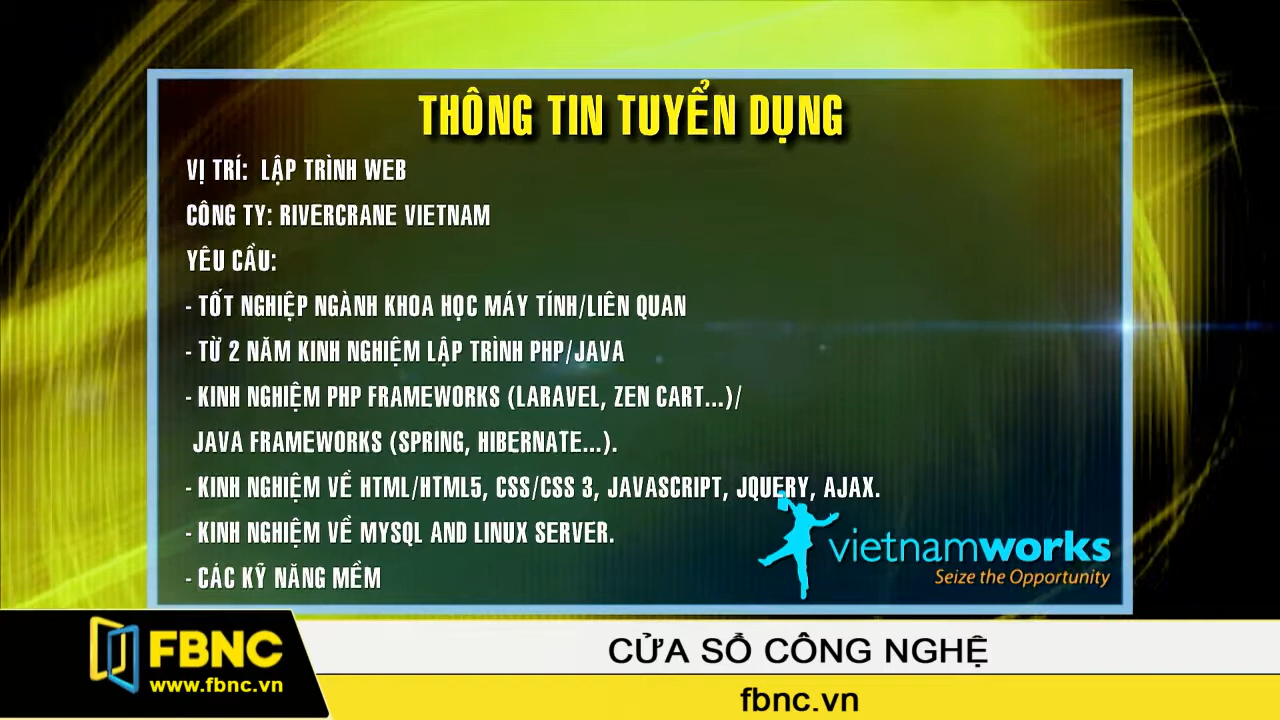 THÔNG TIN TUYỂN DỤNG
VỊ TRÍ: LẬP TRÌNH WEB
CÔNG TY: RIVERCRANE VIETNAM
YÊU CẦU:
- TỐT NGHIỆP NGÀNH KHOA HỌC MÁY TÍNH/LIÊN QUAN
- TỪ 2 NĂM KINH NGHIỆM LẬP TRÌNH PHP/JAVA
- KINH NGHIỆM PHP FRAMEWORKS (LARAVEL, ZEN CART...)/
JAVA FRAMEWORKS (SPRING, HIBERNATE...).
- KINH NGHIỆM VỀ HTML/HTML5, CSS/CSS 3, JAVASCRIPT, JQUERY, AJAX.
- KINH NGHIỆM VỀ MYSQL AND LINUX SERVER.
- CÁC KỸ NĂNG MỀM
vietnamworks
Seize the Opportunity
FBNC
www.fbnc.vn
CỬA SỔ CÔNG NGHỆ
fbnc.vn